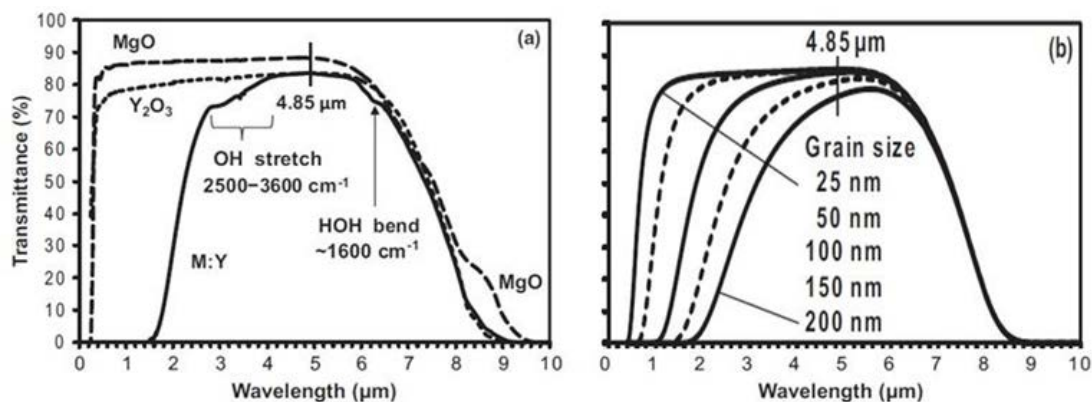 (a)
MgO
Y₂O₃
4.85 µm
OH stretch
2500−3600 cm⁻¹
HOH bend
~1600 cm⁻¹
M:Y
MgO
Transmittance (%)
100
90
80
70
60
50
40
30
20
10
0
0 1 2 3 4 5 6 7 8 9 10
Wavelength (µm)
(b)
4.85 µm
Grain size
25 nm
50 nm
100 nm
150 nm
200 nm
0 1 2 3 4 5 6 7 8 9 10
Wavelength (µm)